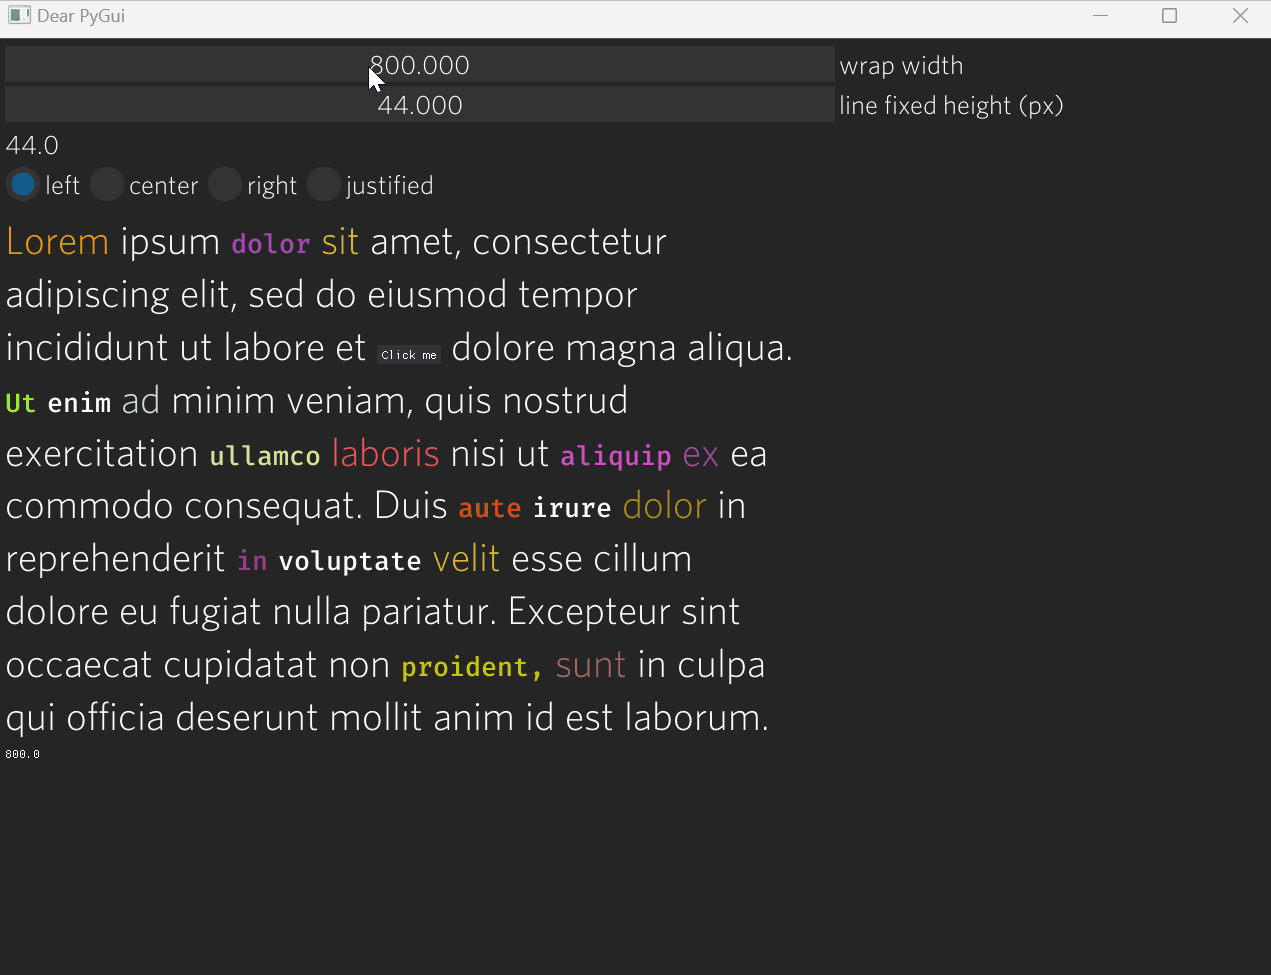 Dear PyGui
800.000 wrap width
44.000 line fixed height (px)
44.0
left center right justified
Lorem ipsum dolor sit amet, consectetur
adipiscing elit, sed do eiusmod tempor
incididunt ut labore et Click me dolore magna aliqua.
Ut enim ad minim veniam, quis nostrud
exercitation ullamco laboris nisi ut aliquip ex ea
commodo consequat. Duis aute irure dolor in
reprehenderit in voluptate velit esse cillum
dolore eu fugiat nulla pariatur. Excepteur sint
occaecat cupidatat non proident, sunt in culpa
qui officia deserunt mollit anim id est laborum.
800.0